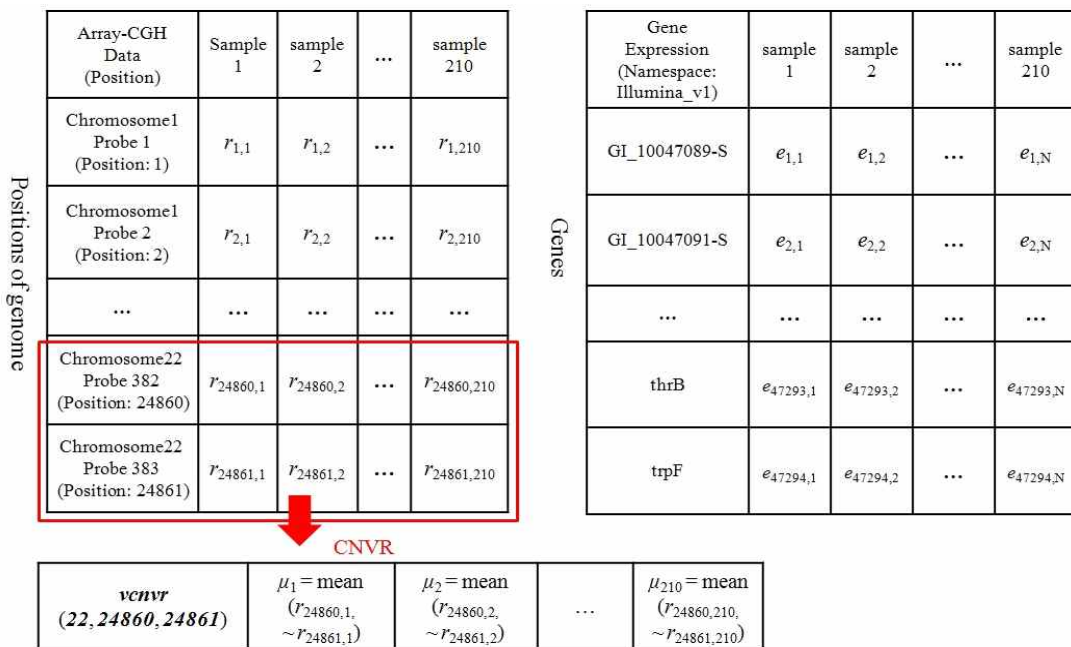 Array-CGH
Data
(Position)
Sample
1
sample
2
...
sample
210
Chromosome1
Probe 1
(Position: 1)
r1,1
r1,2
...
r1,210
Chromosome1
Probe 2
(Position: 2)
r2,1
r2,2
...
r2,210
...
...
...
...
...
Chromosome22
Probe 382
(Position: 24860)
r24860,1
r24860,2
...
r24860,210
Chromosome22
Probe 383
(Position: 24861)
r24861,1
r24861,2
...
r24861,210
Positions of genome
Gene
Expression
(Namespace:
Illumina_v1)
sample
1
sample
2
...
sample
210
GI_10047089-S
e1,1
e1,2
...
e1,N
GI_10047091-S
e2,1
e2,2
...
e2,N
...
...
...
...
...
thrB
e47293,1
e47293,2
...
e47293,N
trpF
e47294,1
e47294,2
...
e47294,N
Genes
CNVR
vcnvr
(22,24860,24861)
μ1 = mean
(r24860,1,
~r24861,1)
μ2 = mean
(r24860,2,
~r24861,2)
...
μ210 = mean
(r24860,210,
~r24861,210)